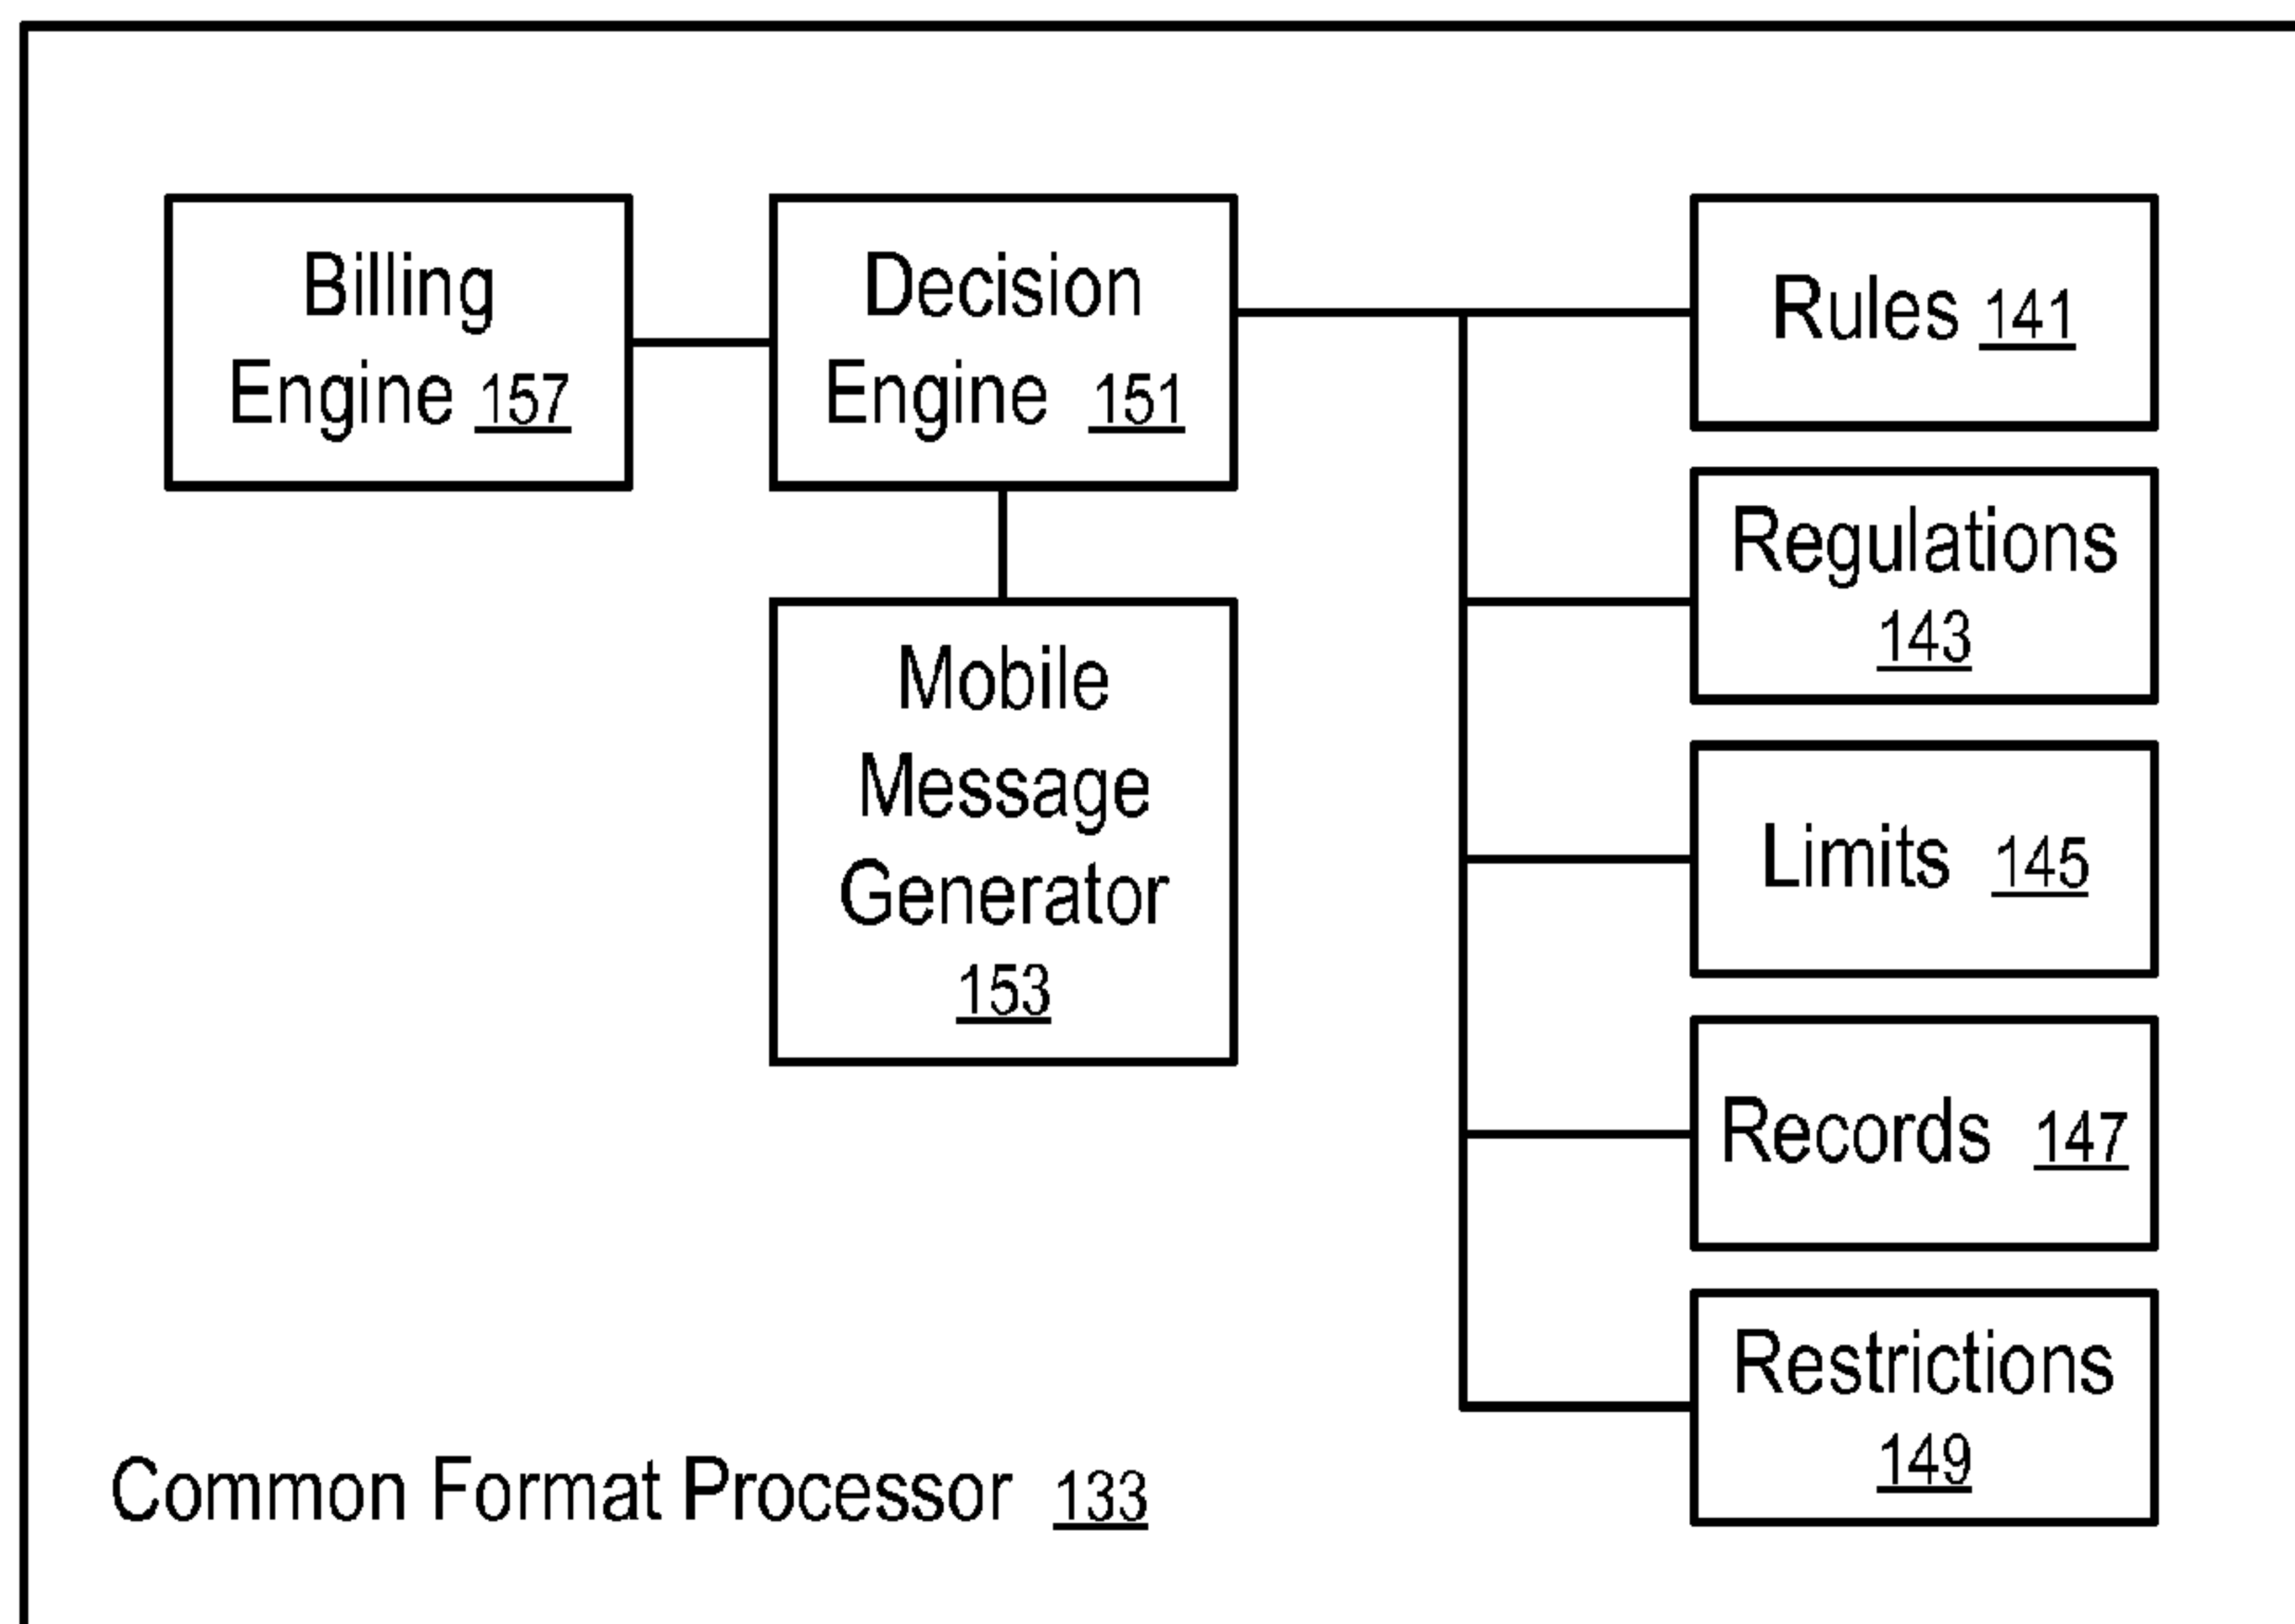 Billing
Engine 157
Decision
Engine 151
Rules 141
Regulations
143
Mobile
Message
Generator
153
Limits 145
Records 147
Restrictions
149
Common Format Processor 133